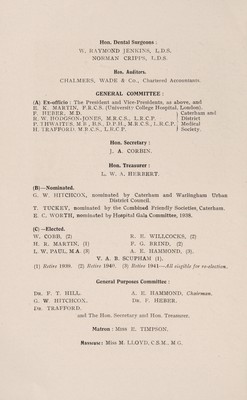 Hon. Dental Surgeons :
W. RAYMOND JENKINS, L.D.S.
NORMAN CRIPPS, L.D.S.
Hon. Auditors.
CHALMERS, WADE & Co., Chartered Accountants
GENERAL COMMITTEE :
(A) Ex-officio : The President and Vice-Presidents, as above, and
E. K. MARTIN, F.R.C.S. (University College Hospital, London).
F. HEBER, M.D. Caterham and
R. W. HODGSON-JONES, M.R.C.S., L.R.C.P. District
P. THWAITES, M.B., B.S., D.P.H., M.R.C.S., L.R.C.P. Medical
H. TRAFFORD, M.R.C.S., L.R.C.P. Society.
Hon. Secretary :
J. A. CORBIN.
Hon. Treasurer :
L. W. A. HERBERT.
(B)—Nominated.
G. W. HITCHCOX, nominated by Caterham and Warlingham Urban
District Council.
T. TUCKEY, nominated by the Combined Friendly Societies, Caterham.
E. C. WORTH, nominated by Hospital Gala Committee, 1938.
(C)—Elected.
W. CORB, (2) R. H. WILLCOCKS, (2)
H. R. MARTIN, (1) P. G. BRIND, (2)
L. W. PAUL, M.A. (3) A. E. HAMMOND, (3).
V. A. B. SCUPHAM (1).
(1) Retire 1939. (2) Retire 1940. (3) Retire 1941—All eligible for re-election.
General Purposes Committee :
DR. F. T. HILL. A. E. HAMMOND, Chairman.
G. W. HITCHCOX. DR. F. HEBER.
DR. TRAFFORD.
and The Hon. Secretary and Hon. Treasurer.
Matron : MISS E. TIMPSON.
Miss M. LLOYD, C.S.M., M.G.